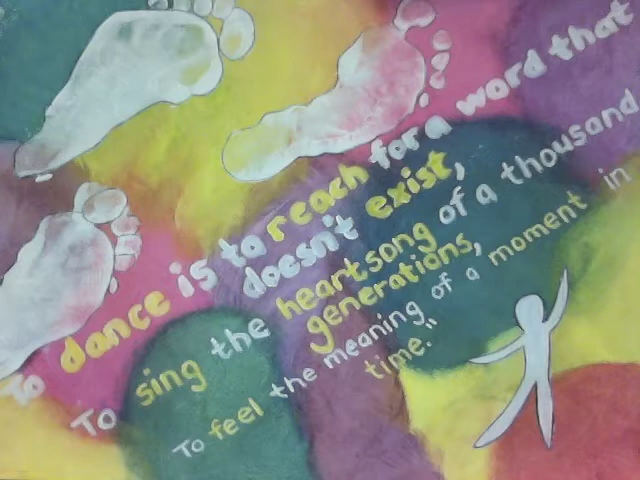 To dance is to reach for a word that
doesn't exist,
To sing the heartsong of a thousand
generations,
To feel the meaning of a moment in
time."